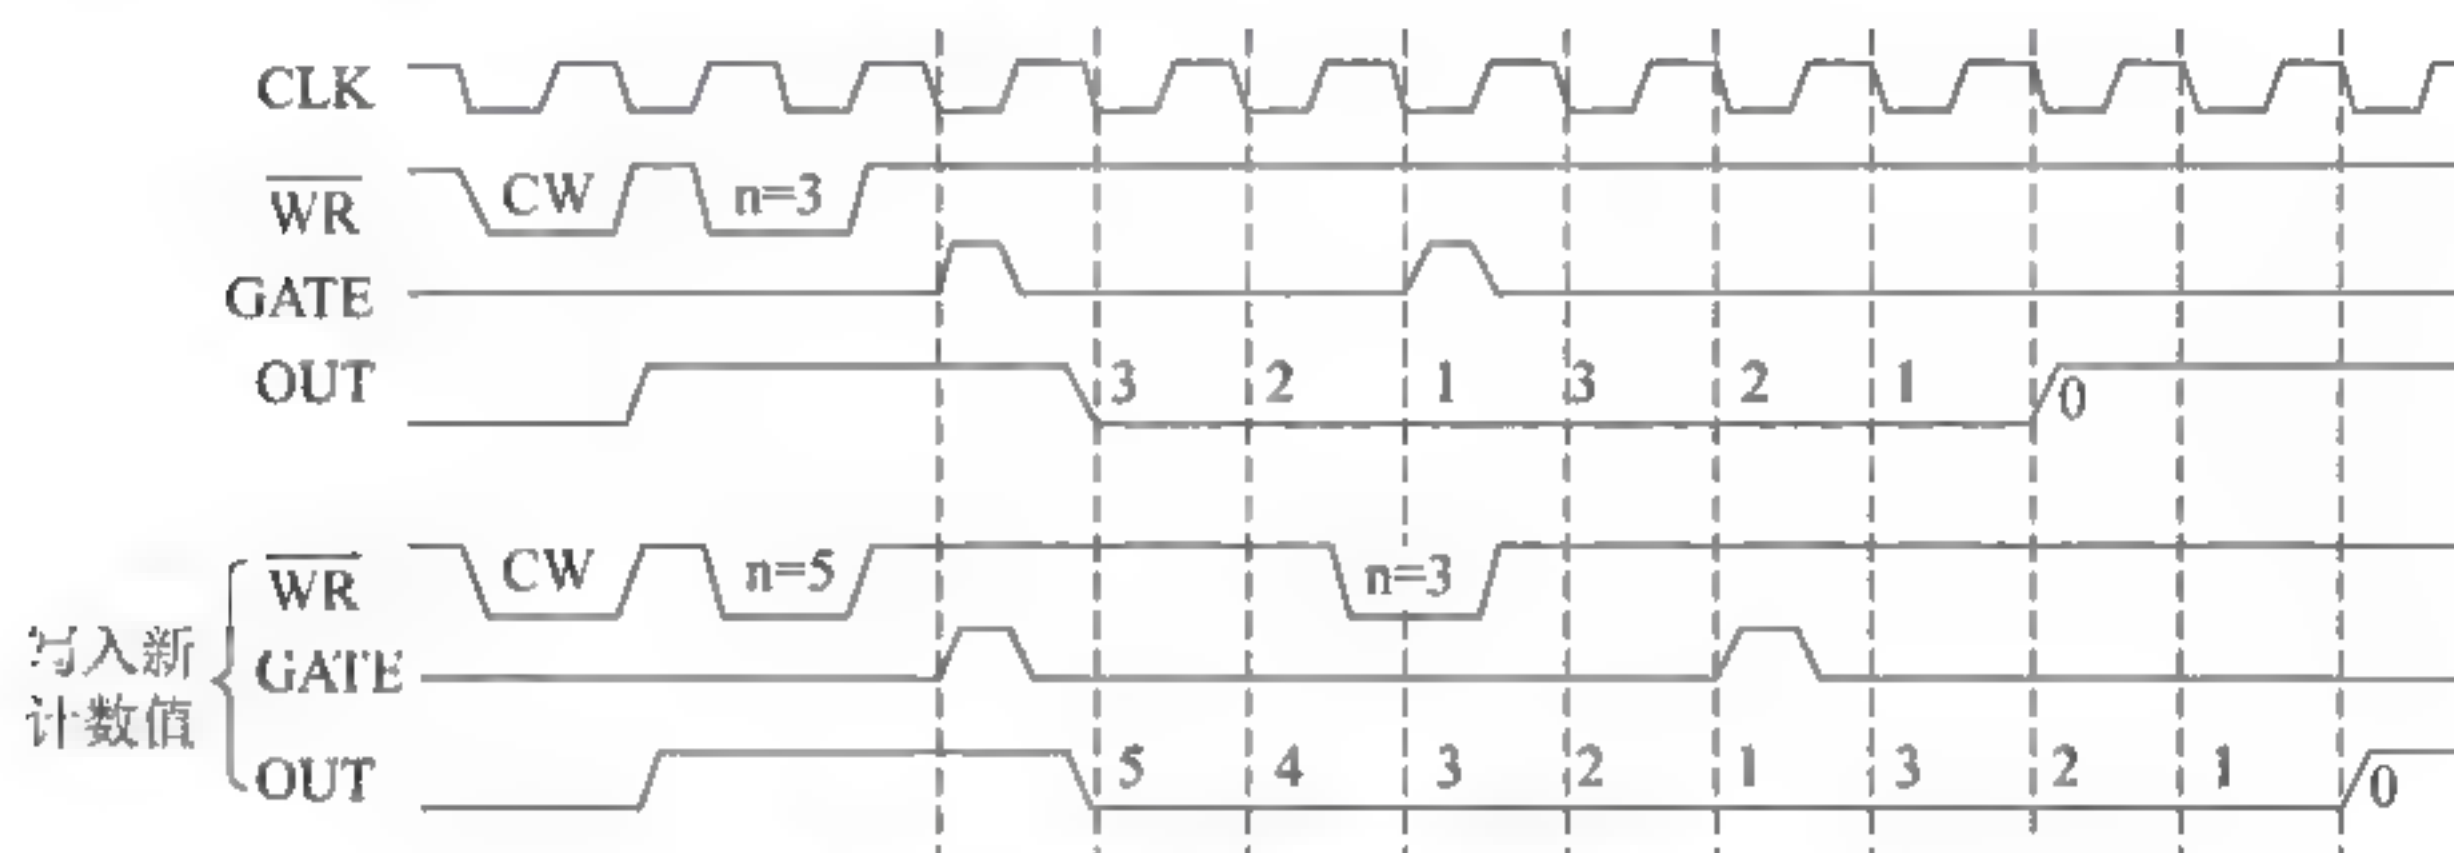 CLK
WR CW n=3
GATE
OUT 3 2 1 3 2 1 0
写入新
计数值
WR CW n=5 n=3
GATE
OUT 5 4 3 2 1 3 2 1 0